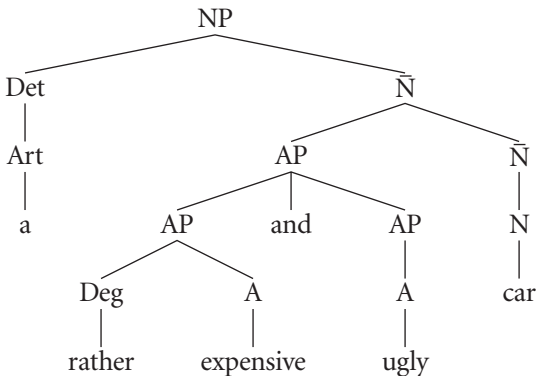 NP
Det N̄
Art AP N̄
a AP and AP N
Deg A A car
rather expensive ugly